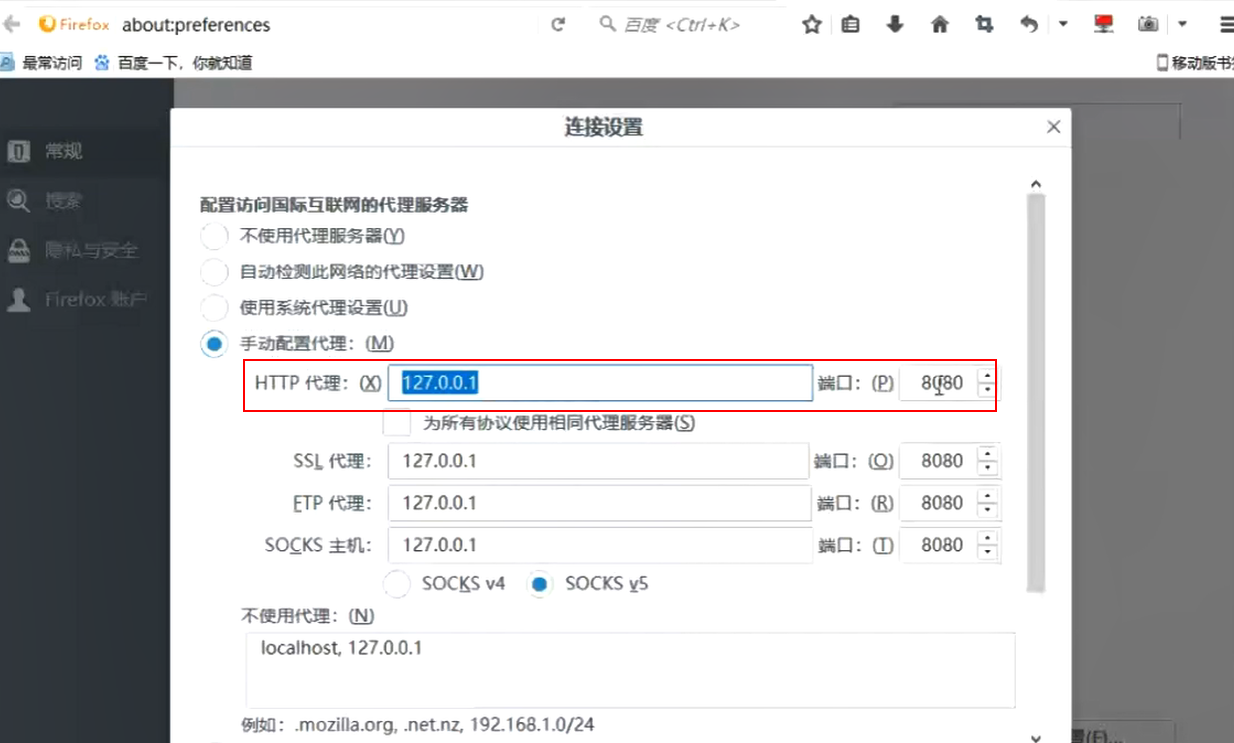 Firefox about:preferences 百度 <Ctrl+K>
最常访问 百度一下，你就知道 移动版书
连接设置
常规
搜索
隐私与安全
Firefox 账户
配置访问国际互联网的代理服务器
不使用代理服务器(Y)
自动检测此网络的代理设置(W)
使用系统代理设置(U)
手动配置代理：(M)
HTTP 代理：(X) 127.0.0.1 端口：(P) 8080
为所有协议使用相同代理服务器(S)
SSL 代理： 127.0.0.1 端口：(O) 8080
FTP 代理： 127.0.0.1 端口：(R) 8080
SOCKS 主机： 127.0.0.1 端口：(T) 8080
SOCKS v4 SOCKS v5
不使用代理：(N)
localhost, 127.0.0.1
例如：.mozilla.org, .net.nz, 192.168.1.0/24